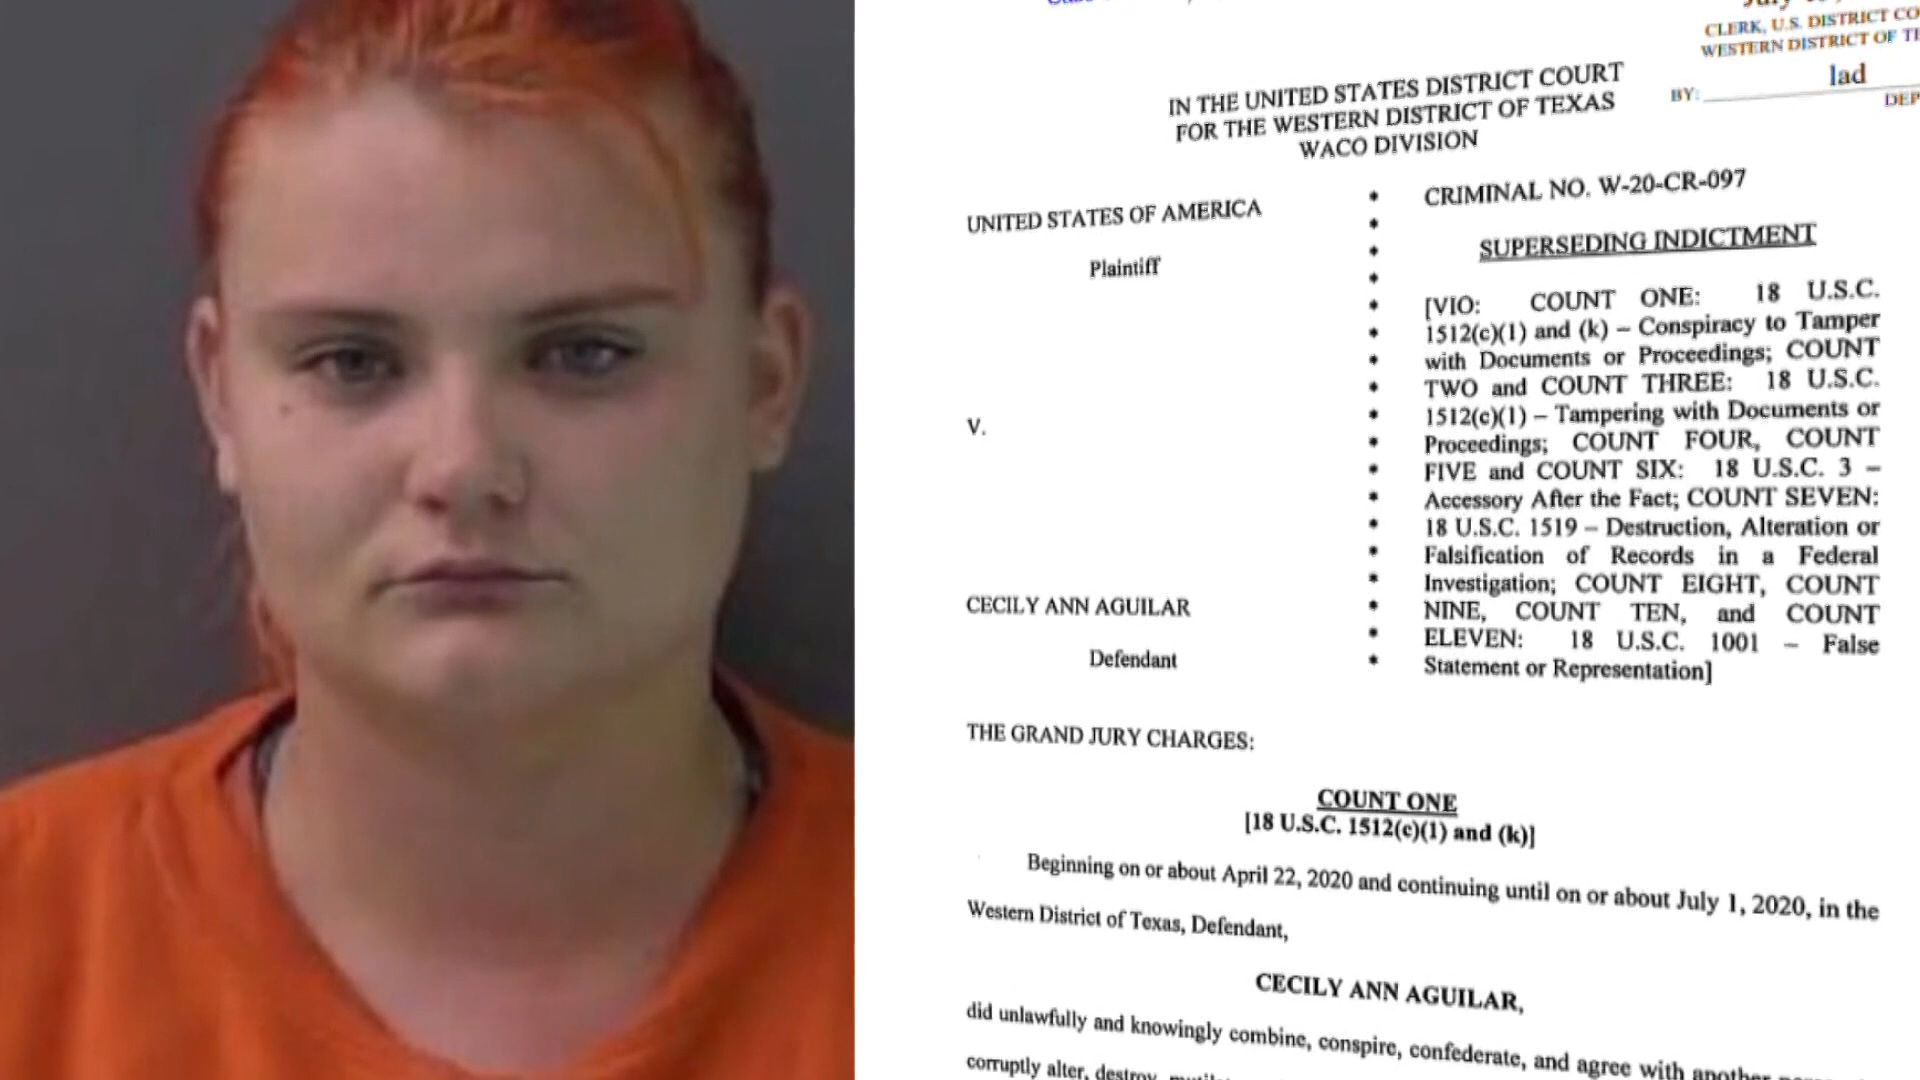 CLERK, U.S. DISTRICT CO
WESTERN DISTRICT OF TE
BY: lad
DEP
IN THE UNITED STATES DISTRICT COURT
FOR THE WESTERN DISTRICT OF TEXAS
WACO DIVISION
UNITED STATES OF AMERICA
Plaintiff
V.
CECILY ANN AGUILAR
Defendant
* * * * * * * * * * * * * * * * * *
CRIMINAL NO. W-20-CR-097
SUPERSEDING INDICTMENT
[VIO: COUNT ONE: 18 U.S.C.
1512(c)(1) and (k) – Conspiracy to Tamper
with Documents or Proceedings; COUNT
TWO and COUNT THREE: 18 U.S.C.
1512(c)(1) – Tampering with Documents or
Proceedings; COUNT FOUR, COUNT
FIVE and COUNT SIX: 18 U.S.C. 3 –
Accessory After the Fact; COUNT SEVEN:
18 U.S.C. 1519 – Destruction, Alteration or
Falsification of Records in a Federal
Investigation; COUNT EIGHT, COUNT
NINE, COUNT TEN, and COUNT
ELEVEN: 18 U.S.C. 1001 – False
Statement or Representation]
THE GRAND JURY CHARGES:
COUNT ONE
[18 U.S.C. 1512(c)(1) and (k)]
Beginning on or about April 22, 2020 and continuing until on or about July 1, 2020, in the
Western District of Texas, Defendant,
CECILY ANN AGUILAR,
did unlawfully and knowingly combine, conspire, confederate, and agree with another
corruptly alter, destroy,